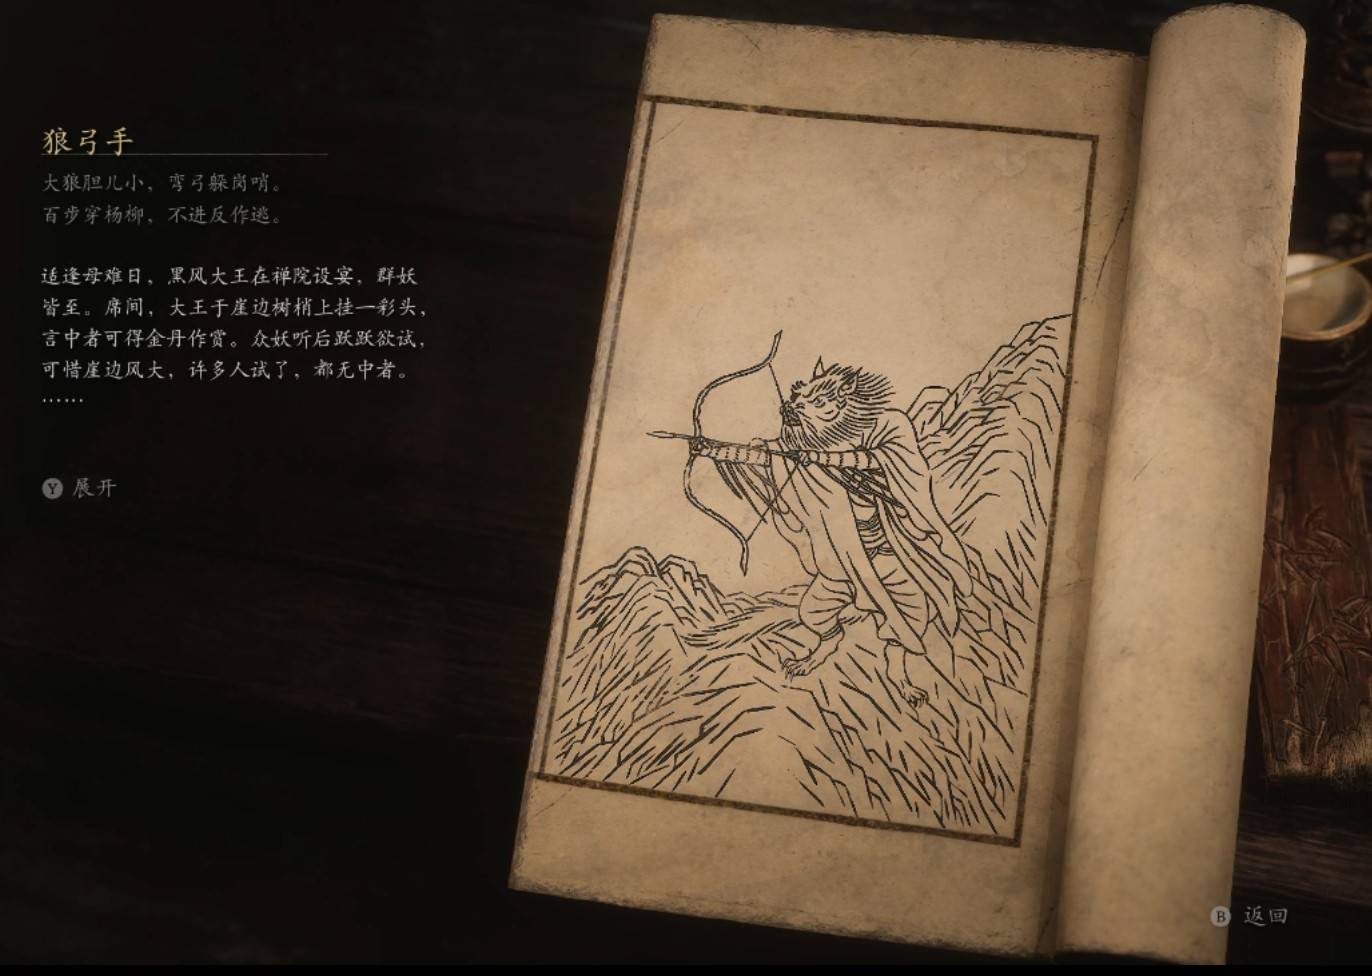 狼弓手
大狼胆儿小，弯弓躲岗哨。
百步穿杨柳，不进反作逃。
适逢母难日，黑风大王在禅院设宴，群妖
皆至。席间，大王于崖边树梢上挂一彩头，
言中者可得金丹作赏。众妖听后跃跃欲试，
可惜崖边风大，许多人试了，都无中者。
……
Y 展开
B 返回